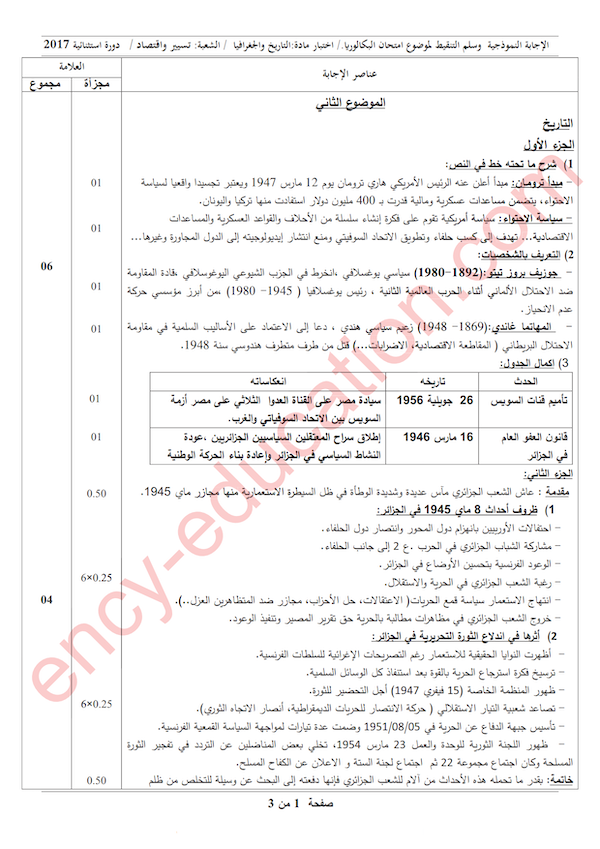 الإجابة النموذجية وسلم التنقيط لموضوع امتحان البكالوريا./ اختبار مادة:التاريخ والجغرافيا / الشعبة: تسيير واقتصاد / دورة استثنائية 2017
العلامة
عناصر الإجابة
مجزأة
مجموع
الموضوع الثاني
التاريخ
الجزء الأول
1) شرح ما تحته خط في النص:
– مبدأ ترومان: مبدأ أعلن عنه الرئيس الأمريكي هاري ترومان يوم 12 مارس 1947 ويعتبر تجسيدا واقعيا لسياسة
01
الاحتواء، يتضمن مساعدات عسكرية ومالية قدرت بـ 400 مليون دولار استفادت منها تركيا واليونان.
– سياسة الاحتواء: سياسة أمريكية تقوم على فكرة إنشاء سلسلة من الأحلاف والقواعد العسكرية والمساعدات
01
الاقتصادية... تهدف إلى كسب حلفاء وتطويق الاتحاد السوفيتي ومنع انتشار إيديولوجيته إلى الدول المجاورة وغيرها...
2) التعريف بالشخصيات:
06
– جوزيف بروز تيتو:(1892-1980) سياسي يوغسلافي ،انخرط في الحزب الشيوعي اليوغوسلافي ،قادة المقاومة
ضد الاحتلال الألماني أثناء الحرب العالمية الثانية ، رئيس يوغسلافيا ( 1945– 1980) ،من أبرز مؤسسي حركة
01
عدم الانحياز.
– المهاتما غاندي:(1869– 1948) زعيم سياسي هندي ، دعا إلى الاعتماد على الأساليب السلمية في مقاومة
01
الاحتلال البريطاني ( المقاطعة الاقتصادية، الاضرابات...) قتل من طرف متطرف هندوسي سنة 1948.
3) اكمال الجدول:
الحدث
تاريخه
انعكاساته
تأميم قنات السويس
26 جويلية 1956
سيادة مصر على القناة العدوا الثلاثي على مصر أزمة
01
السويس بين الاتحاد السوفياتي والغرب.
قانون العفو العام
16 مارس 1946
إطلاق سراح المعتقلين السياسيين الجزائريين ،عودة
01
في الجزائر
النشاط السياسي في الجزائر وإعادة بناء الحركة الوطنية
الجزء الثاني:
مقدمة : عاش الشعب الجزائري مآس عديدة وشديدة الوطأة في ظل السيطرة الاستعمارية منها مجازر ماي 1945.
0.50
1) ظروف أحداث 8 ماي 1945 في الجزائر:
– احتفالات الأوربيين بانهزام دول المحور وانتصار دول الحلفاء.
– مشاركة الشباب الجزائري في الحرب .ع 2 إلى جانب الحلفاء.
– الوعود الفرنسية بتحسين الأوضاع في الجزائر.
6×0.25
– رغبة الشعب الجزائري في الحرية والاستقلال.
04
– انتهاج الاستعمار سياسة قمع الحريات( الاعتقالات، حل الأحزاب، مجازر ضد المتظاهرين العزل..).
– خروج الشعب الجزائري في مظاهرات مطالبة بالحرية حق تقرير المصير وتنفيذ الوعود.
2) أثرها في اندلاع الثورة التحريرية في الجزائر:
– أظهرت النوايا الحقيقية للاستعمار رغم التصريحات الإغرائية للسلطات الفرنسية.
– ترسيخ فكرة استرجاع الحرية بالقوة بعد استنفاذ كل الوسائل السلمية.
– ظهور المنظمة الخاصة (15 فيفري 1947) أجل التحضير للثورة.
– تصاعد شعبية التيار الاستقلالي ( حركة الانتصار للحريات الديمقراطية، أنصار الاتجاه الثوري).
6×0.25
– تأسيس جبهة الدفاع عن الحرية في 1951/08/05 وضمت عدة تيارات لمواجهة السياسة القمعية الفرنسية.
– ظهور اللجنة الثورية للوحدة والعمل 23 مارس 1954، تخلي بعض المناضلين عن التردد في تفجير الثورة
المسلحة وكان اجتماع مجموعة 22 ثم اجتماع لجنة الستة و الاعلان عن الكفاح المسلح.
خاتمة: بقدر ما تحمله هذه الأحداث من آلام للشعب الجزائري فإنها دفعته إلى البحث عن وسيلة للتخلص من ظلم
0.50
صفحة 1 من 3
ency-education.com